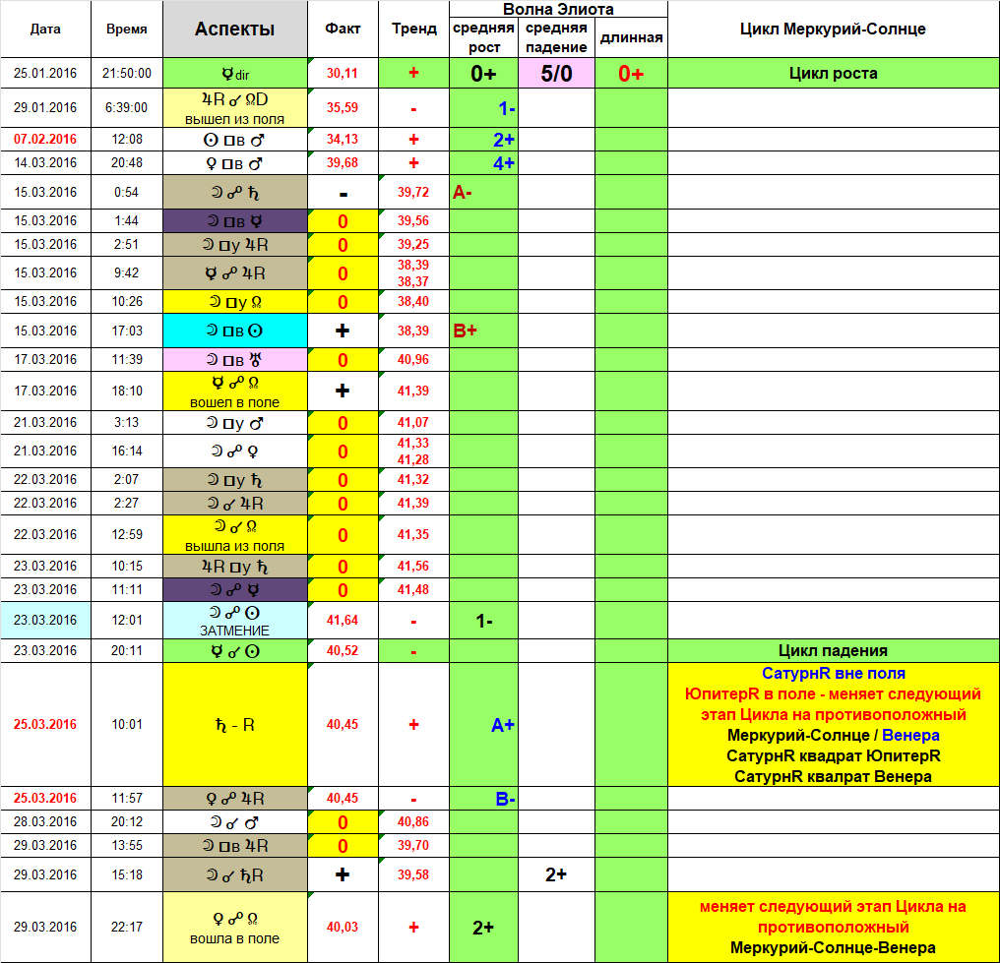 Дата Время Аспекты Факт Тренд Волна Элиота Цикл Меркурий-Солнце
средняя рост средняя падение длинная
25.01.2016 21:50:00 ☿dir 30,11 + 0+ 5/0 0+ Цикл роста
29.01.2016 6:39:00 ♃R ☌ ☊D 35,59 - 1-
вышел из поля
07.02.2016 12:08 ☉ □в ♂ 34,13 + 2+
14.03.2016 20:48 ♀ □в ♂ 39,68 + 4+
15.03.2016 0:54 ☽ ☍ ♄ - 39,72 A-
15.03.2016 1:44 ☽ □в ☿ 0 39,56
15.03.2016 2:51 ☽ □у ♃R 0 39,25
15.03.2016 9:42 ☿ ☍ ♃R 0 38,39
38,37
15.03.2016 10:26 ☽ □у ☊ 0 38,40
15.03.2016 17:03 ☽ □в ☉ + 38,39 B+
17.03.2016 11:39 ☽ □в ♅ 0 40,96
17.03.2016 18:10 ☿ ☍ ☊ + 41,39
вошел в поле
21.03.2016 3:13 ☽ □у ♂ 0 41,07
21.03.2016 16:14 ☽ ☍ ♀ 0 41,33
41,28
22.03.2016 2:07 ☽ □у ♄ 0 41,32
22.03.2016 2:27 ☽ ☌ ♃R 0 41,39
22.03.2016 12:59 ☽ ☌ ☊ 0 41,35
вышла из поля
23.03.2016 10:15 ♃R □у ♄ 0 41,56
23.03.2016 11:11 ☽ ☍ ☿ 0 41,48
23.03.2016 12:01 ☽ ☍ ☉ 41,64 - 1-
ЗАТМЕНИЕ
23.03.2016 20:11 ☿ ☌ ☉ 40,52 - Цикл падения
25.03.2016 10:01 ♄ - R 40,45 + A+
СатурнR вне поля
ЮпитерR в поле - меняет следующий
этап Цикла на противоположный
Меркурий-Солнце / Венера
СатурнR квадрат ЮпитерR
СатурнR квалрат Венера
25.03.2016 11:57 ♀ ☍ ♃R 40,45 - B-
28.03.2016 20:12 ☽ ☌ ♂ 0 40,86
29.03.2016 13:55 ☽ □в ♃R 0 39,70
29.03.2016 15:18 ☽ ☌ ♄R + 39,58 2+
29.03.2016 22:17 ♀ ☍ ☊ 40,03 + 2+
вошла в поле
меняет следующий этап Цикла на
противоположный
Меркурий-Солнце-Венера